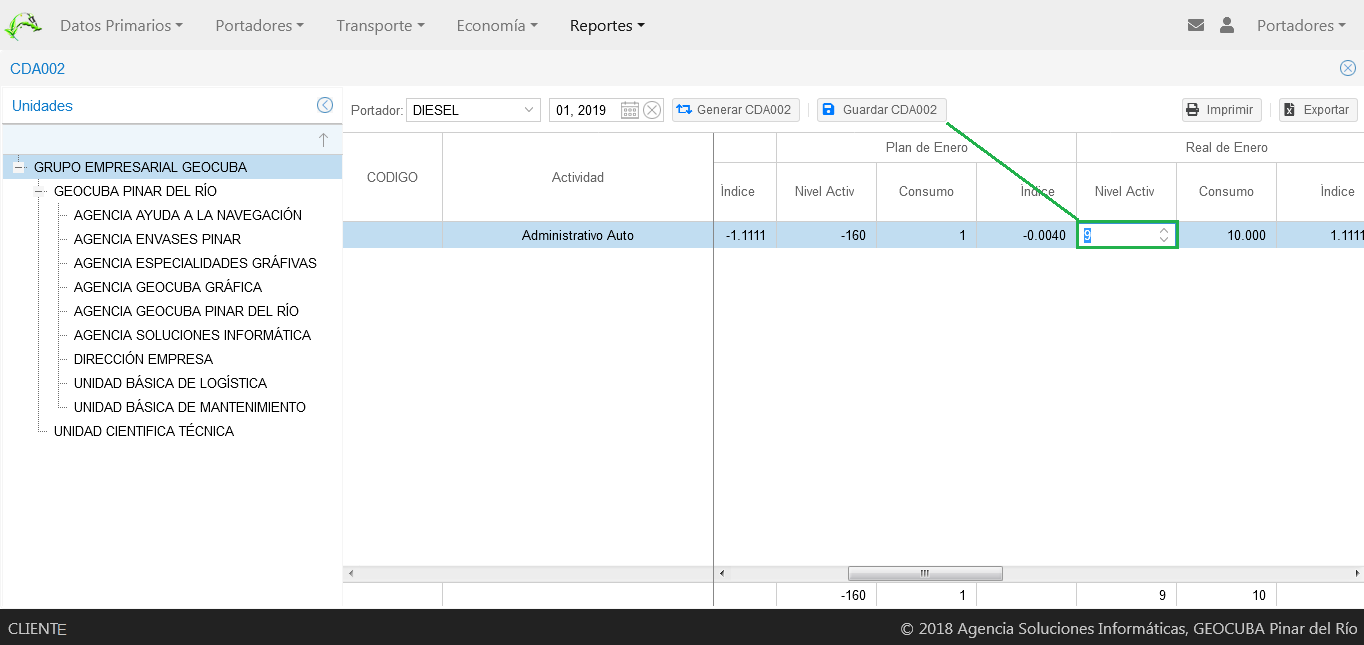 Datos Primarios Portadores Transporte Economía Reportes Portadores
CDA002
Unidades
Portador: DIESEL 01, 2019 Generar CDA002 Guardar CDA002 Imprimir Exportar
GRUPO EMPRESARIAL GEOCUBA
GEOCUBA PINAR DEL RÍO
AGENCIA AYUDA A LA NAVEGACIÓN
AGENCIA ENVASES PINAR
AGENCIA ESPECIALIDADES GRÁFIVAS
AGENCIA GEOCUBA GRÁFICA
AGENCIA GEOCUBA PINAR DEL RÍO
AGENCIA SOLUCIONES INFORMÁTICA
DIRECCIÓN EMPRESA
UNIDAD BÁSICA DE LOGÍSTICA
UNIDAD BÁSICA DE MANTENIMIENTO
UNIDAD CIENTIFICA TÉCNICA
Plan de Enero Real de Enero
CODIGO Actividad Índice Nivel Activ Consumo Índice Nivel Activ Consumo Índice
Administrativo Auto -1.1111 -160 1 -0.0040 9 10.000 1.1111
-160 1 9 10
CLIENTE
© 2018 Agencia Soluciones Informáticas, GEOCUBA Pinar del Río